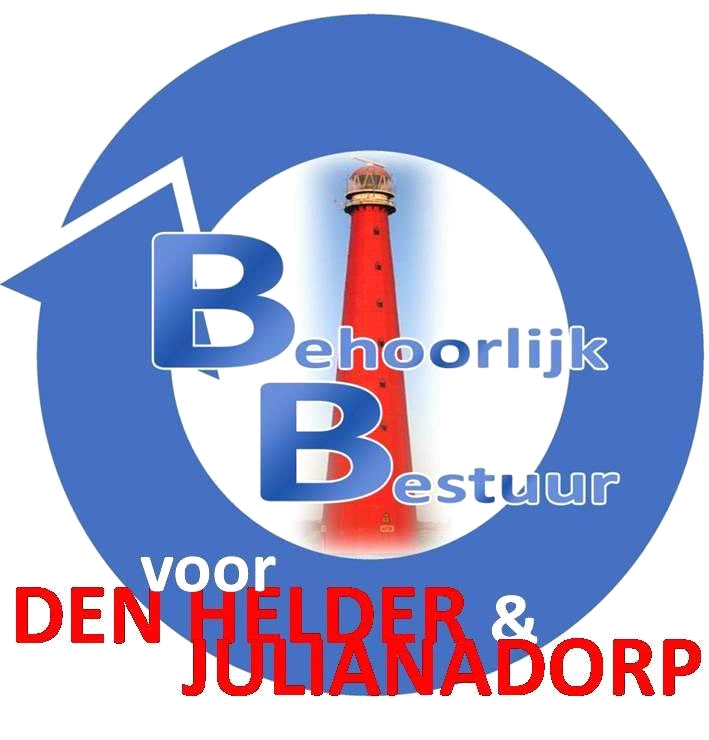 Behoorlijk
Bestuur
voor
DEN HELDER &
JULIANADORP